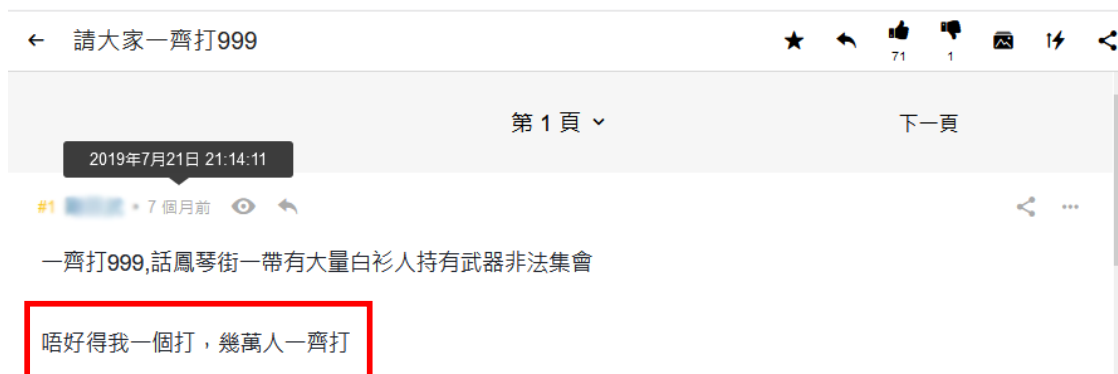 請大家一齊打999
71
1
第 1 頁
下一頁
2019年7月21日 21:14:11
#1
• 7 個月前
一齊打999,話鳳琴街一帶有大量白衫人持有武器非法集會
唔好得我一個打，幾萬人一齊打